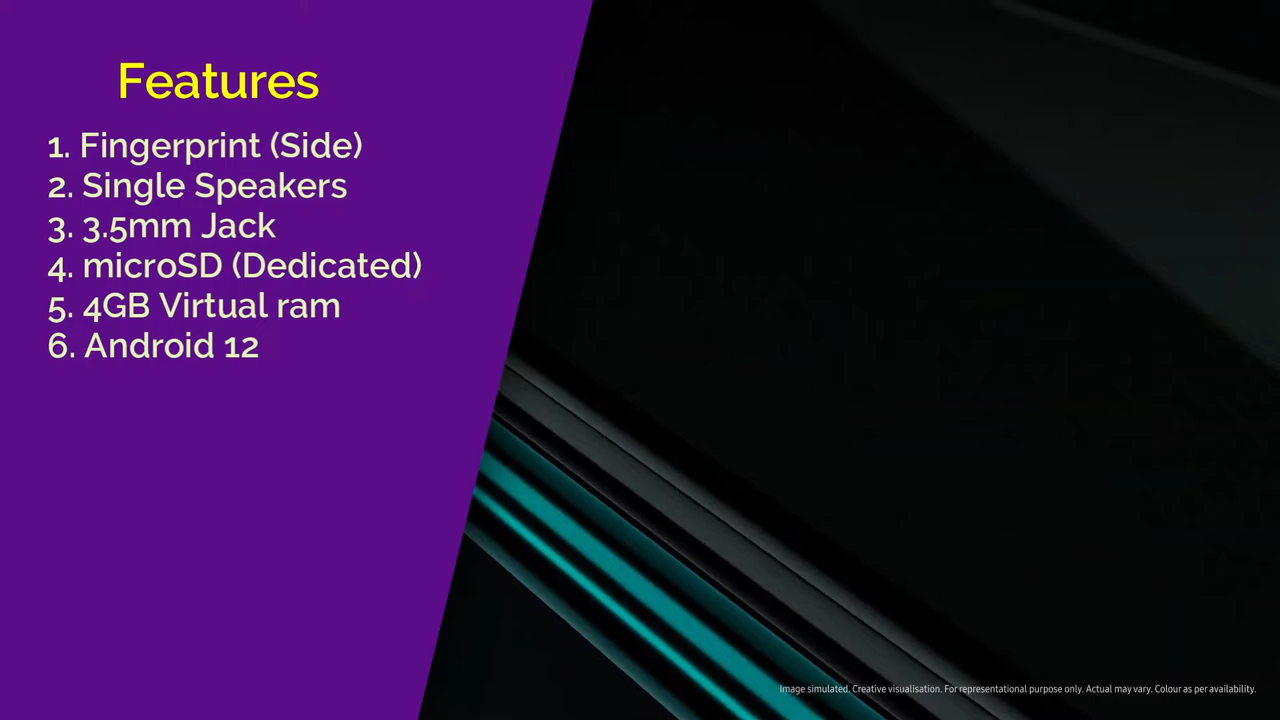 Features
1. Fingerprint (Side)
2. Single Speakers
3. 3.5mm Jack
4. microSD (Dedicated)
5. 4GB Virtual ram
6. Android 12
Image simulated. Creative visualisation. For representational purpose only. Actual may vary. Colour as per availability.